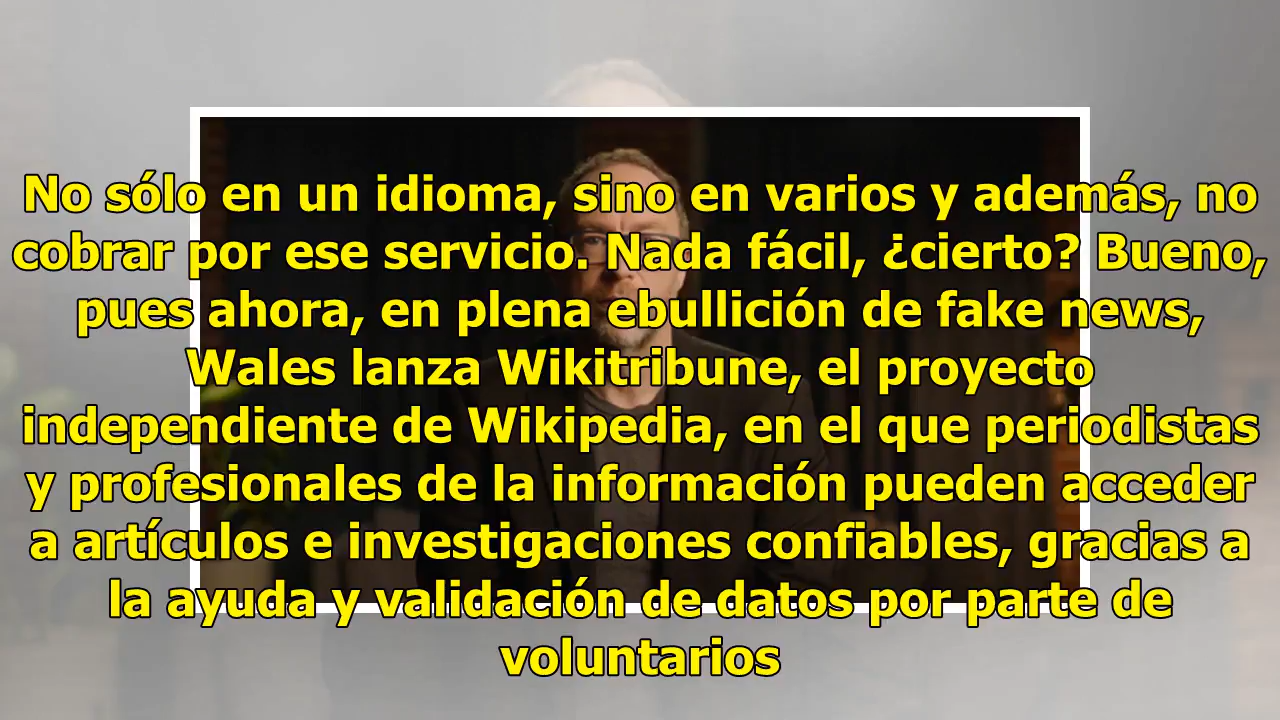 No sólo en un idioma, sino en varios y además, no
cobrar por ese servicio. Nada fácil, ¿cierto? Bueno,
pues ahora, en plena ebullición de fake news,
Wales lanza Wikitribune, el proyecto
independiente de Wikipedia, en el que periodistas
y profesionales de la información pueden acceder
a artículos e investigaciones confiables, gracias a
la ayuda y validación de datos por parte de
voluntarios